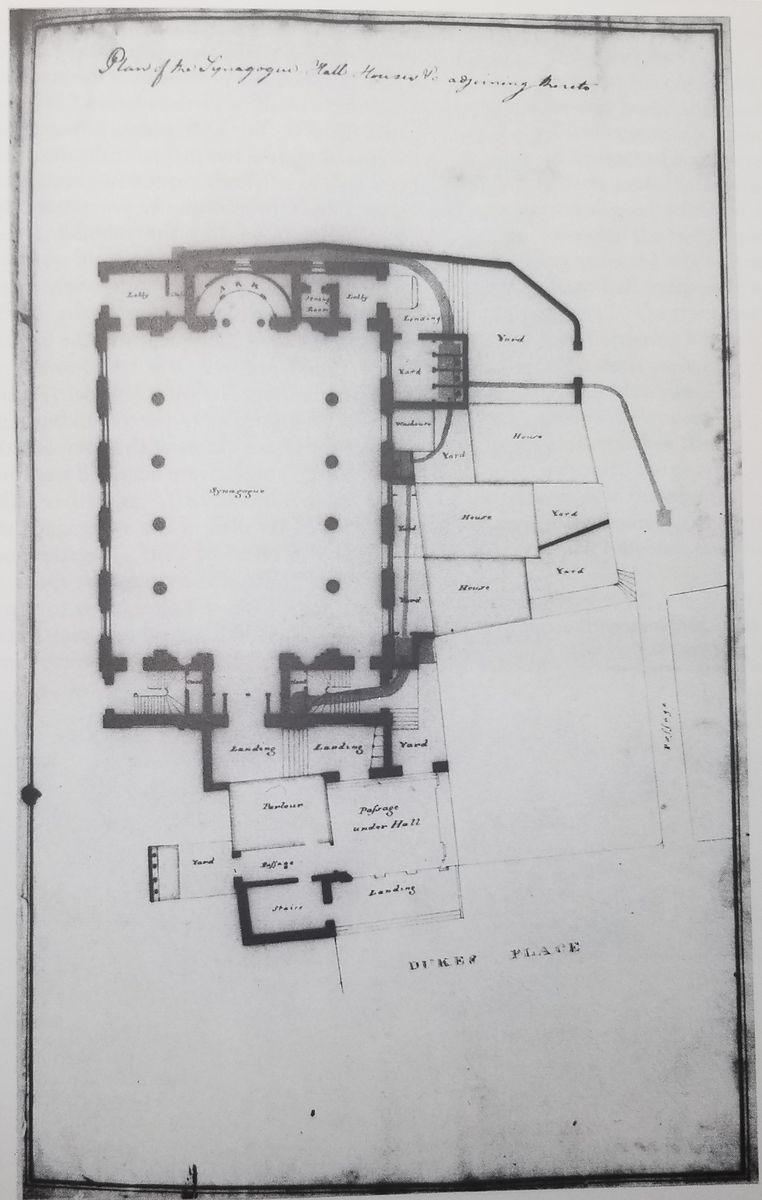 Plan of the Synagogue Hall Houses &c adjoining thereto
Lobby
ARK
Strong
Room
Lobby
Landing
Yard
Yard
Washouse
Yard
House
Synagogue
Yard
House
Yard
Yard
House
Yard
Passage
Landing
Landing
Yard
Parlour
Passage
under Hall
Yard
Passage
Landing
Stairs
DUKES PLACE